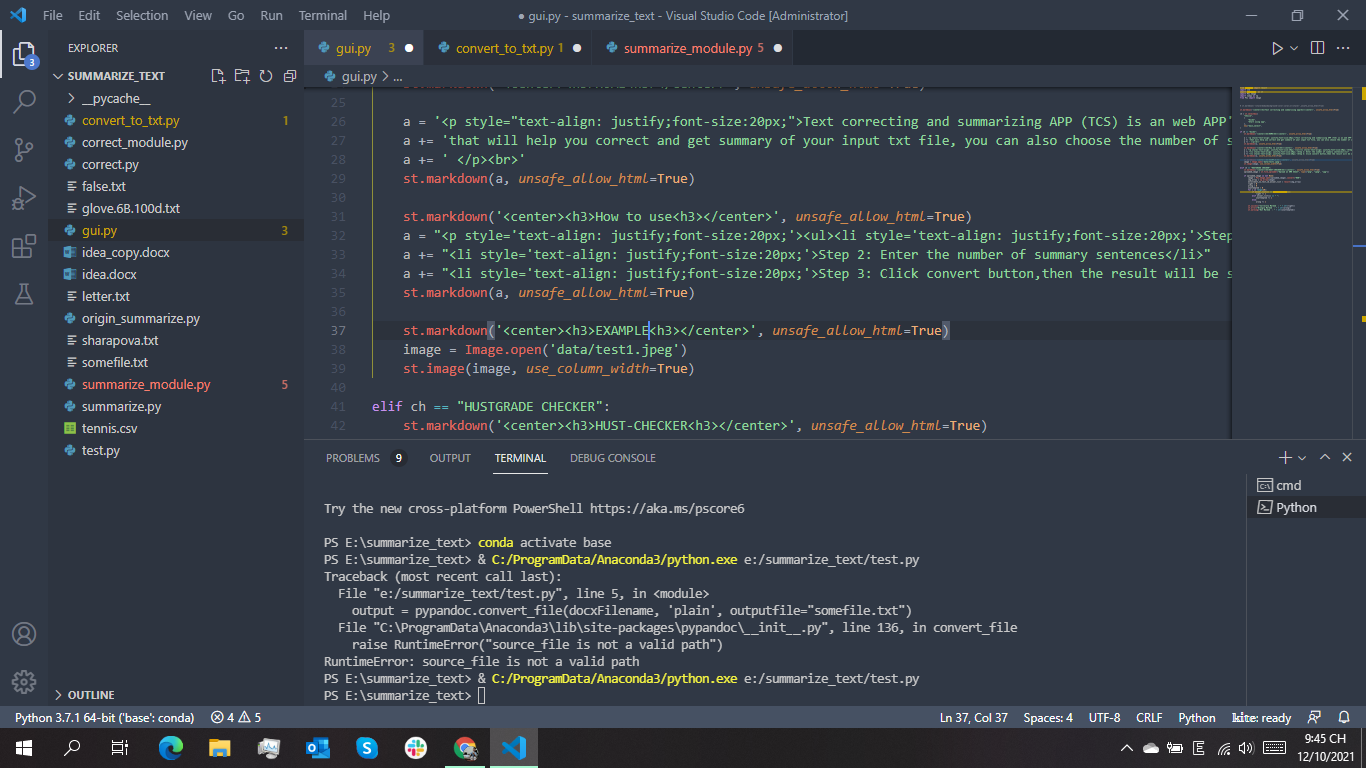 File Edit Selection View Go Run Terminal Help
● gui.py - summarize_text - Visual Studio Code [Administrator]
EXPLORER
SUMMARIZE_TEXT
__pycache__
convert_to_txt.py 1
correct_module.py
correct.py
false.txt
glove.6B.100d.txt
gui.py 3
idea_copy.docx
idea.docx
letter.txt
origin_summarize.py
sharapova.txt
somefile.txt
summarize_module.py 5
summarize.py
tennis.csv
test.py
OUTLINE
3
gui.py 3 ● convert_to_txt.py 1 ● summarize_module.py 5 ●
gui.py > ...
25
26 a = '<p style="text-align: justify;font-size:20px;">Text correcting and summarizing APP (TCS) is an web APP'
27 a += 'that will help you correct and get summary of your input txt file, you can also choose the number of s
28 a += ' </p><br>'
29 st.markdown(a, unsafe_allow_html=True)
30
31 st.markdown('<center><h3>How to use<h3></center>', unsafe_allow_html=True)
32 a = "<p style='text-align: justify;font-size:20px;'><ul><li style='text-align: justify;font-size:20px;'>Step
33 a += "<li style='text-align: justify;font-size:20px;'>Step 2: Enter the number of summary sentences</li>"
34 a += "<li style='text-align: justify;font-size:20px;'>Step 3: Click convert button,then the result will be s
35 st.markdown(a, unsafe_allow_html=True)
36
37 st.markdown('<center><h3>EXAMPLE<h3></center>', unsafe_allow_html=True)
38 image = Image.open('data/test1.jpeg')
39 st.image(image, use_column_width=True)
40
41 elif ch == "HUSTGRADE CHECKER":
42 st.markdown('<center><h3>HUST-CHECKER<h3></center>', unsafe_allow_html=True)
PROBLEMS 9 OUTPUT TERMINAL DEBUG CONSOLE
cmd
Python
Try the new cross-platform PowerShell https://aka.ms/pscore6
PS E:\summarize_text> conda activate base
PS E:\summarize_text> & C:/ProgramData/Anaconda3/python.exe e:/summarize_text/test.py
Traceback (most recent call last):
File "e:/summarize_text/test.py", line 5, in <module>
output = pypandoc.convert_file(docxFilename, 'plain', outputfile="somefile.txt")
File "C:\ProgramData\Anaconda3\lib\site-packages\pypandoc\__init__.py", line 136, in convert_file
raise RuntimeError("source_file is not a valid path")
RuntimeError: source_file is not a valid path
PS E:\summarize_text> & C:/ProgramData/Anaconda3/python.exe e:/summarize_text/test.py
PS E:\summarize_text>
Python 3.7.1 64-bit ('base': conda) 4 5 Ln 37, Col 37 Spaces: 4 UTF-8 CRLF Python kite: ready
9:45 CH
12/10/2021